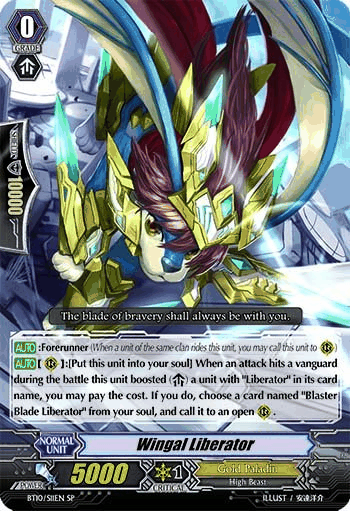 0
GRADE
SHIELD
10000
The blade of bravery shall always be with you.
AUTO:Forerunner (When a unit of the same clan rides this unit, you may call this unit to R)
AUTO[R]:[Put this unit into your soul] When an attack hits a vanguard
during the battle this unit boosted a unit with "Liberator" in its card
name, you may pay the cost. If you do, choose a card named "Blaster
Blade Liberator" from your soul, and call it to an open R.
NORMAL
UNIT
Wingal Liberator
POWER
5000
1
CRITICAL
Gold Paladin
High Beast
BT10/S11EN SP
ILLUST / 安達洋介